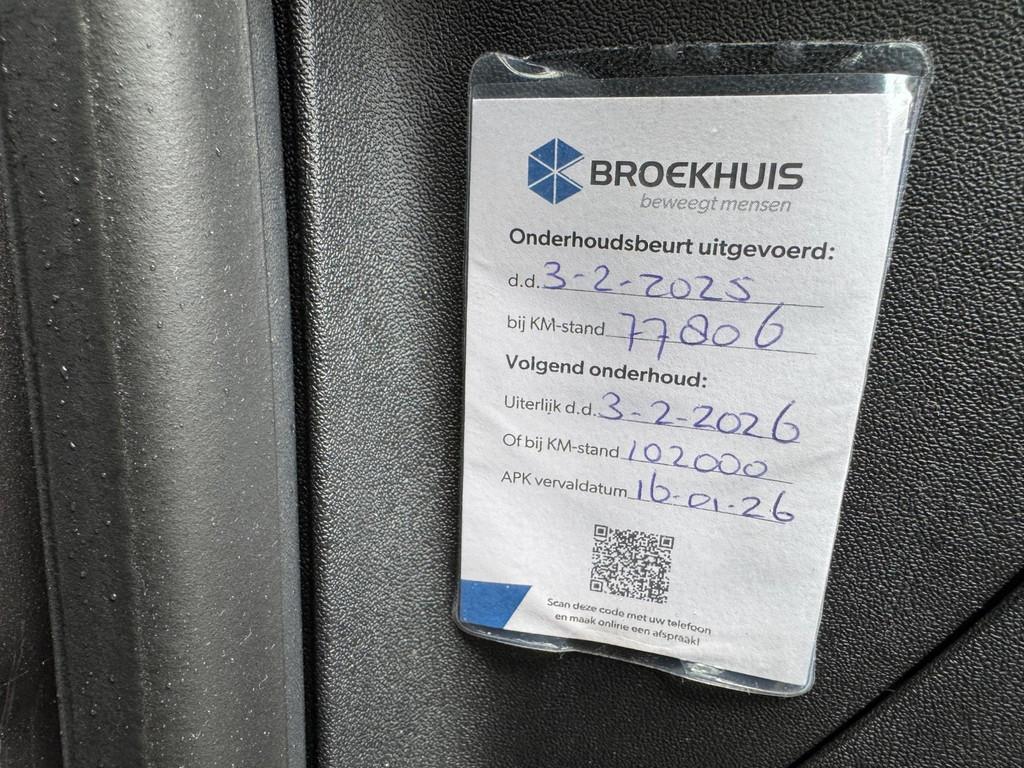 BROEKHUIS
beweegt mensen
Onderhoudsbeurt uitgevoerd:
d.d. 3-2-2025
bij KM-stand 77806
Volgend onderhoud:
Uiterlijk d.d. 3-2-2026
Of bij KM-stand 102000
APK vervaldatum 16-01-26
Scan deze code met uw telefoon
en maak online een afspraak!